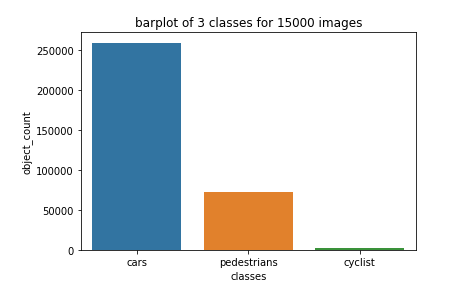 barplot of 3 classes for 15000 images
object_count
250000
200000
150000
100000
50000
0
cars pedestrians cyclist
classes